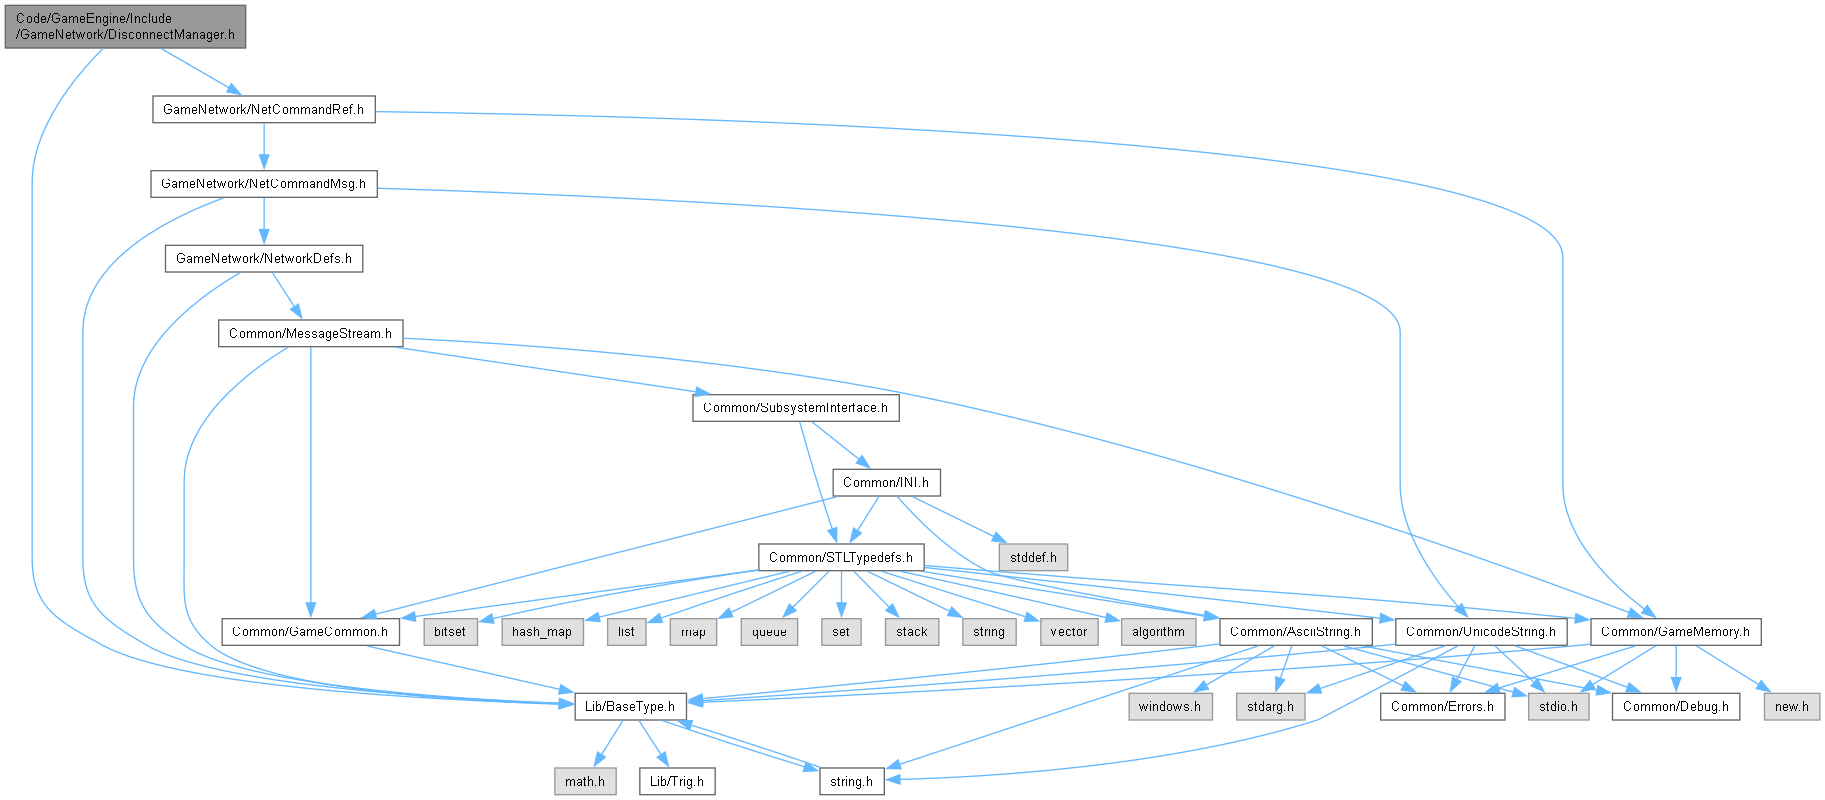 Code/GameEngine/Include
/GameNetwork/DisconnectManager.h
GameNetwork/NetCommandRef.h
GameNetwork/NetCommandMsg.h
GameNetwork/NetworkDefs.h
Common/MessageStream.h
Common/SubsystemInterface.h
Common/INI.h
Common/STLTypedefs.h
stddef.h
Common/GameCommon.h
bitset
hash_map
list
map
queue
set
stack
string
vector
algorithm
Common/AsciiString.h
Common/UnicodeString.h
Common/GameMemory.h
Lib/BaseType.h
windows.h
stdarg.h
Common/Errors.h
stdio.h
Common/Debug.h
new.h
math.h
Lib/Trig.h
string.h